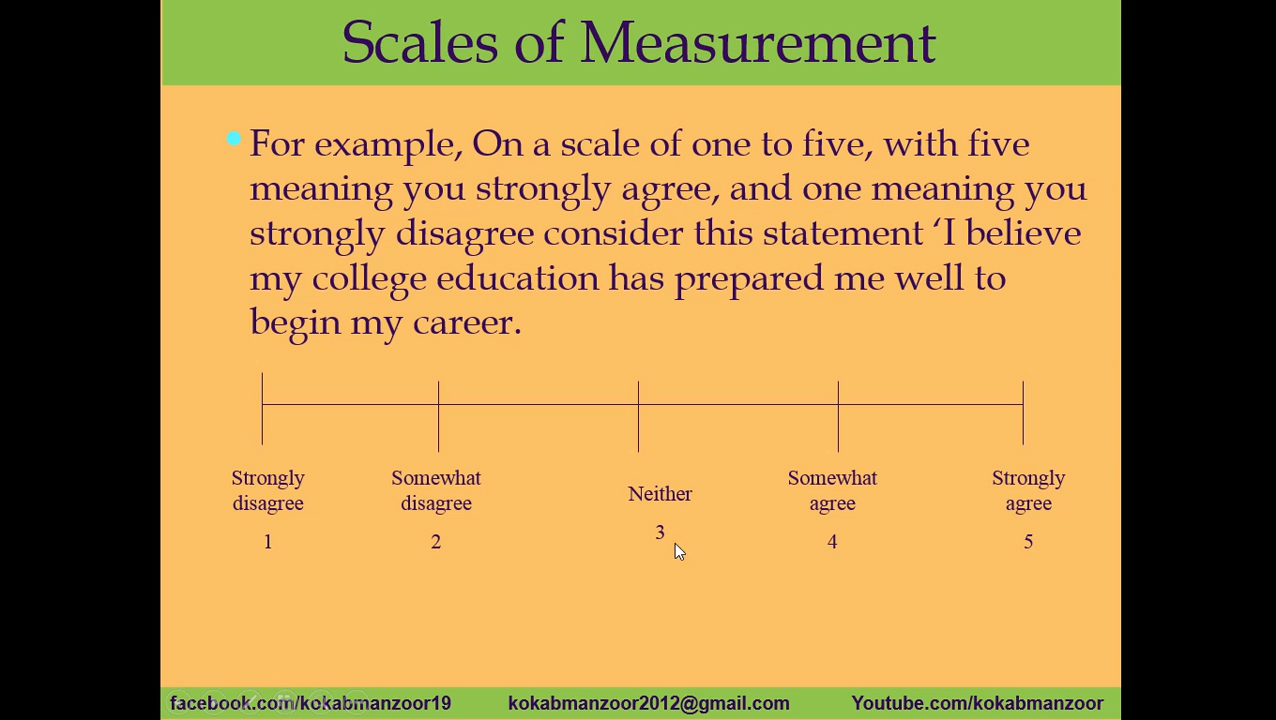 Scales of Measurement
For example, On a scale of one to five, with five
meaning you strongly agree, and one meaning you
strongly disagree consider this statement ‘I believe
my college education has prepared me well to
begin my career.
Strongly disagree
1
Somewhat disagree
2
Neither
3
Somewhat agree
4
Strongly agree
5
facebook.com/kokabmanzoor19 kokabmanzoor2012@gmail.com Youtube.com/kokabmanzoor